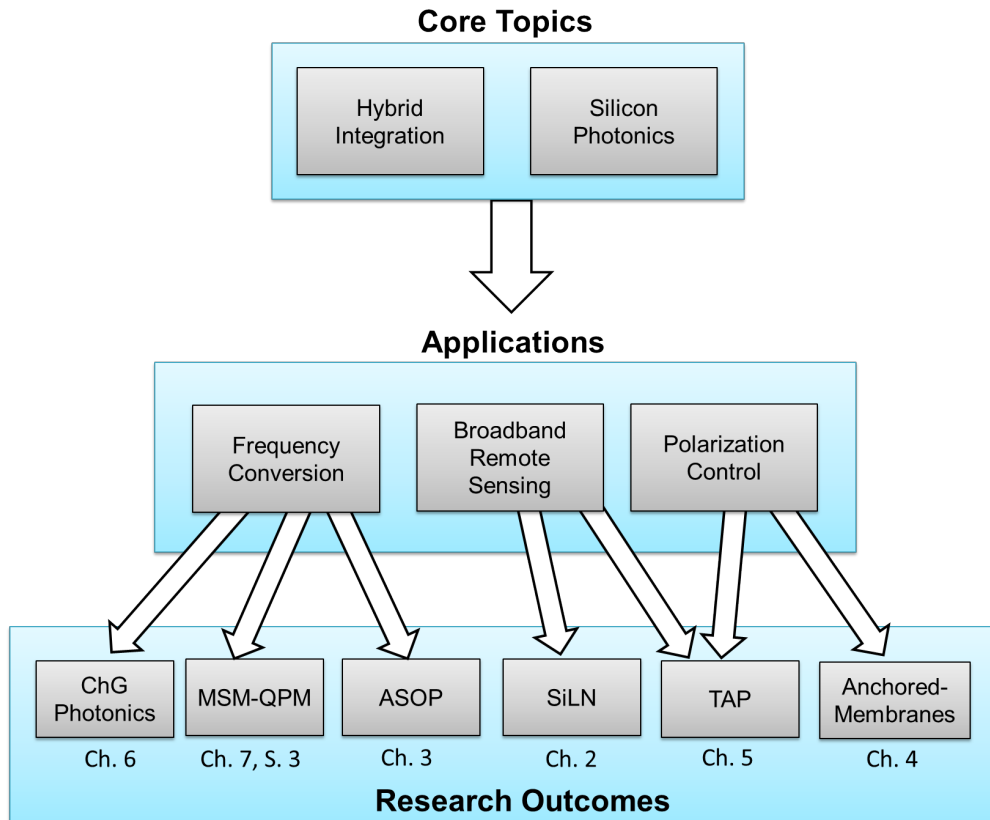 Core Topics
Hybrid
Integration
Silicon
Photonics
Applications
Frequency
Conversion
Broadband
Remote
Sensing
Polarization
Control
ChG
Photonics
MSM-QPM
ASOP
SiLN
TAP
Anchored-
Membranes
Ch. 6
Ch. 7, S. 3
Ch. 3
Ch. 2
Ch. 5
Ch. 4
Research Outcomes